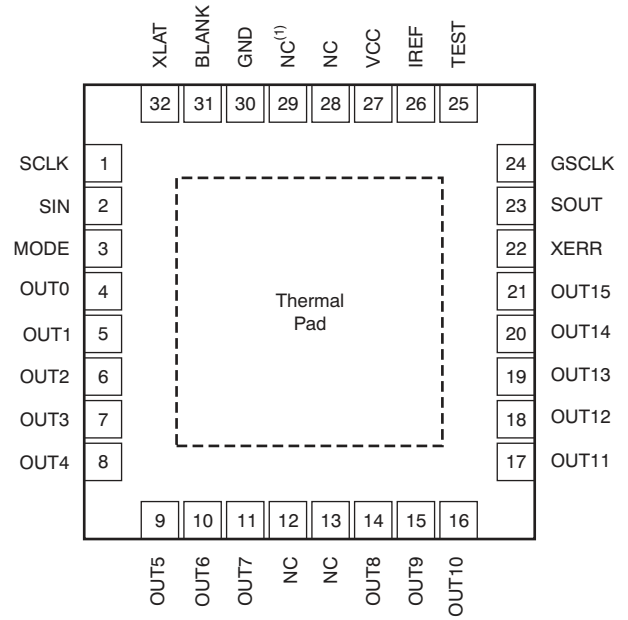 XLAT BLANK GND NC(1) NC VCC IREF TEST
32 31 30 29 28 27 26 25
SCLK 1 24 GSCLK
SIN 2 23 SOUT
MODE 3 22 XERR
OUT0 4 21 OUT15
OUT1 5 20 OUT14
OUT2 6 19 OUT13
OUT3 7 18 OUT12
OUT4 8 17 OUT11
Thermal
Pad
9 10 11 12 13 14 15 16
OUT5 OUT6 OUT7 NC NC OUT8 OUT9 OUT10